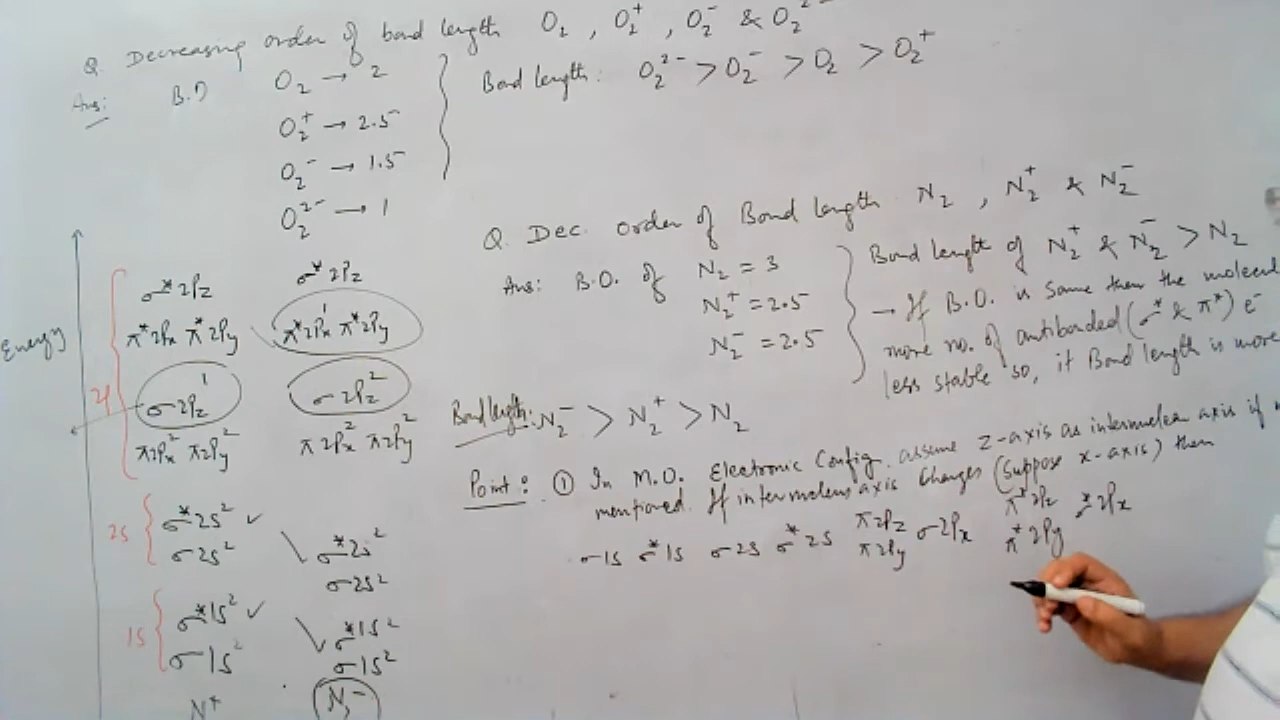 Q. Decreasing order of bond length O₂ , O₂⁺ , O₂⁻ & O₂²⁻
Ans: B.O O₂ → 2
O₂⁺ → 2.5
O₂⁻ → 1.5
O₂²⁻ → 1
Bond length: O₂²⁻ > O₂⁻ > O₂ > O₂⁺
Q. Dec. order of Bond length N₂ , N₂⁺ & N₂⁻
Ans: B.O. of N₂ = 3
N₂⁺ = 2.5
N₂⁻ = 2.5
Bond length of N₂⁺ & N₂⁻ > N₂
→ If B.O. is same then the molecul
more no. of antibonded (σ* & π*) e⁻
less stable so, it Bond length is more
Bond length: N₂⁻ > N₂⁺ > N₂
Point: ① In M.O. Electronic Config. assume z-axis as internuclear axis if n
mentioned. If internuclear axis changes (suppose x-axis) then
σ1s σ*1s σ2s σ*2s π2Pz σ2Px π*2Pz *2Px
π2Py π*2Py
Energy
2P
σ*2Pz
π*2Px π*2Py
σ2Pz¹
π2Px² π2Py²
2s
σ*2s² ✓
σ2s²
1s
σ*1s² ✓
σ1s²
σ*2Pz
π*2Px¹ π*2Py
σ2Pz²
π2Px² π2Py²
σ*2s²
σ2s²
σ*1s²
σ1s²
N₂⁻